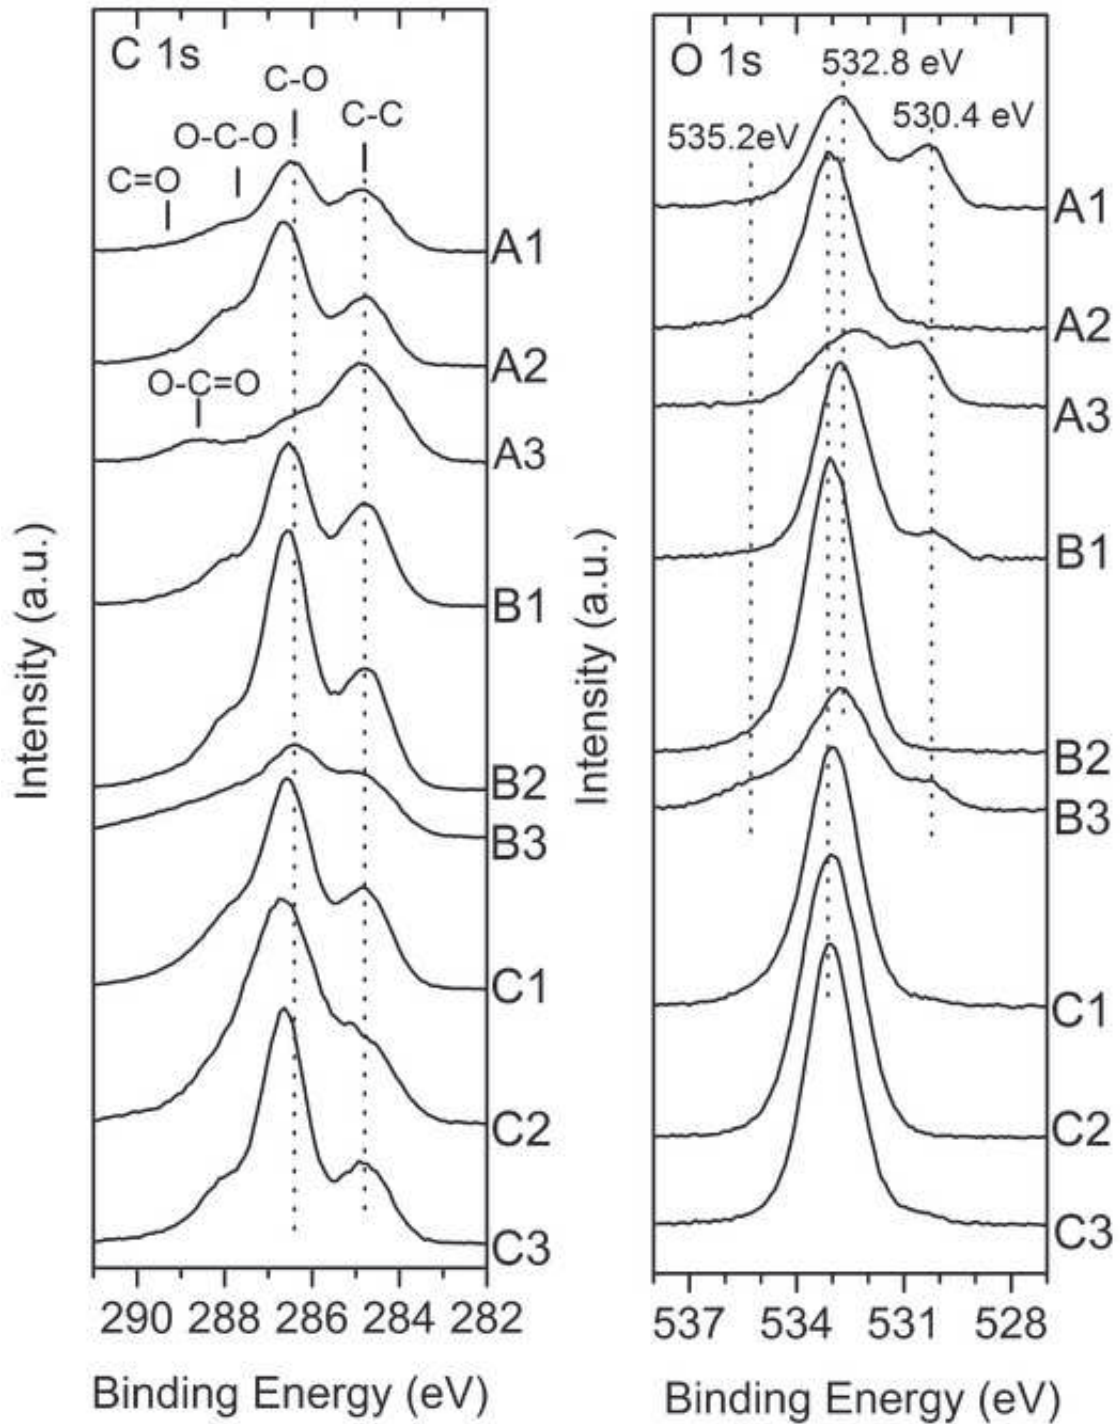 C 1s
C-O
C-C
O-C-O
C=O
A1
A2
O-C=O
A3
B1
B2
B3
C1
C2
C3
Intensity (a.u.)
290 288 286 284 282
Binding Energy (eV)
O 1s
532.8 eV
530.4 eV
535.2eV
A1
A2
A3
B1
B2
B3
C1
C2
C3
Intensity (a.u.)
537 534 531 528
Binding Energy (eV)